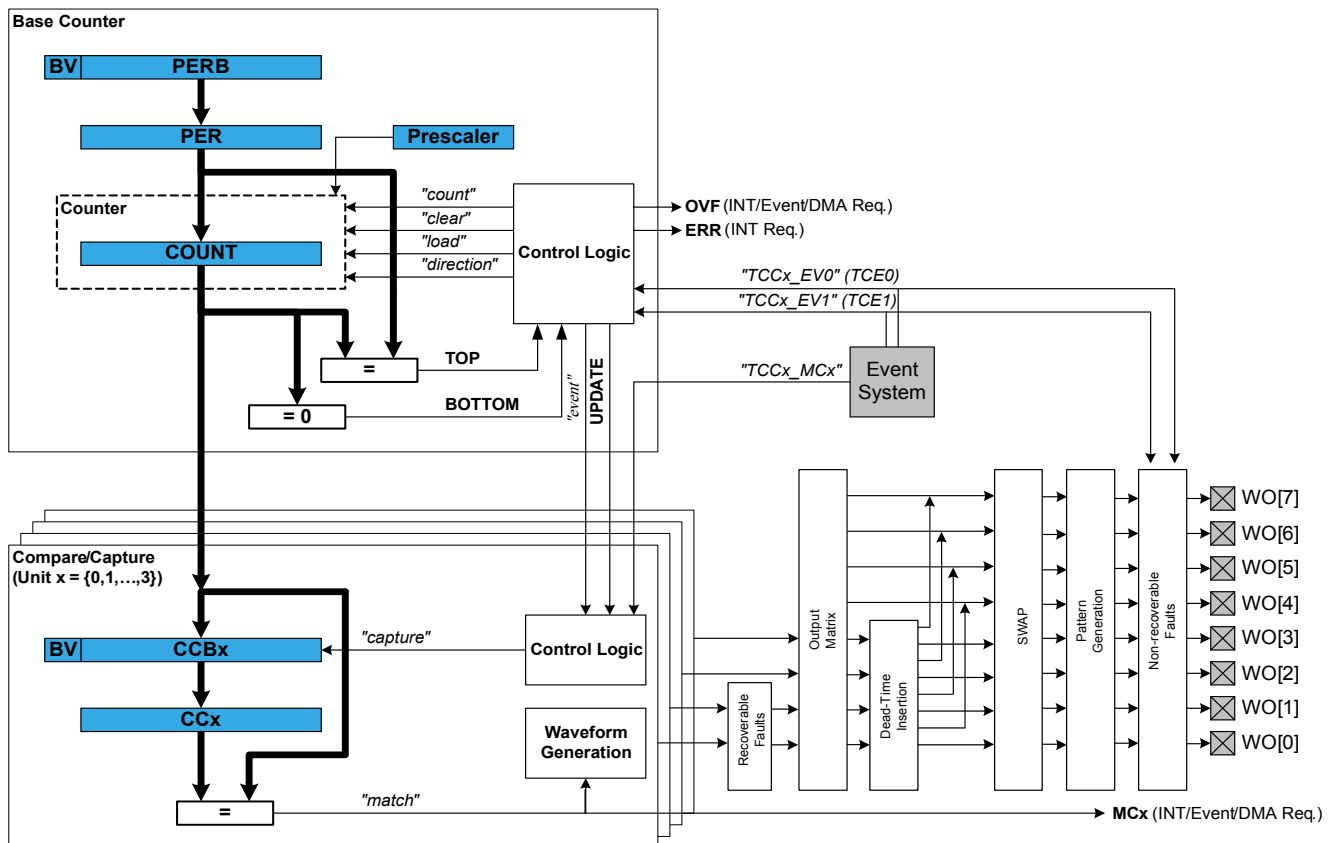 Base Counter
BV
PERB
PER
Prescaler
"count"
Counter
"clear"
"load"
COUNT
"direction"
Control Logic
OVF (INT/Event/DMA Req.)
ERR (INT Req.)
"TCCx_EV0" (TCE0)
"TCCx_EV1" (TCE1)
"TCCx_MCx"
Event
System
=
TOP
= 0
BOTTOM
"event"
UPDATE
Compare/Capture
(Unit x = {0,1,…,3})
BV
CCBx
"capture"
Control Logic
CCx
Waveform
Generation
=
"match"
Recoverable
Faults
Output
Matrix
Dead-Time
Insertion
SWAP
Pattern
Generation
Non-recoverable
Faults
WO[7]
WO[6]
WO[5]
WO[4]
WO[3]
WO[2]
WO[1]
WO[0]
MCx (INT/Event/DMA Req.)